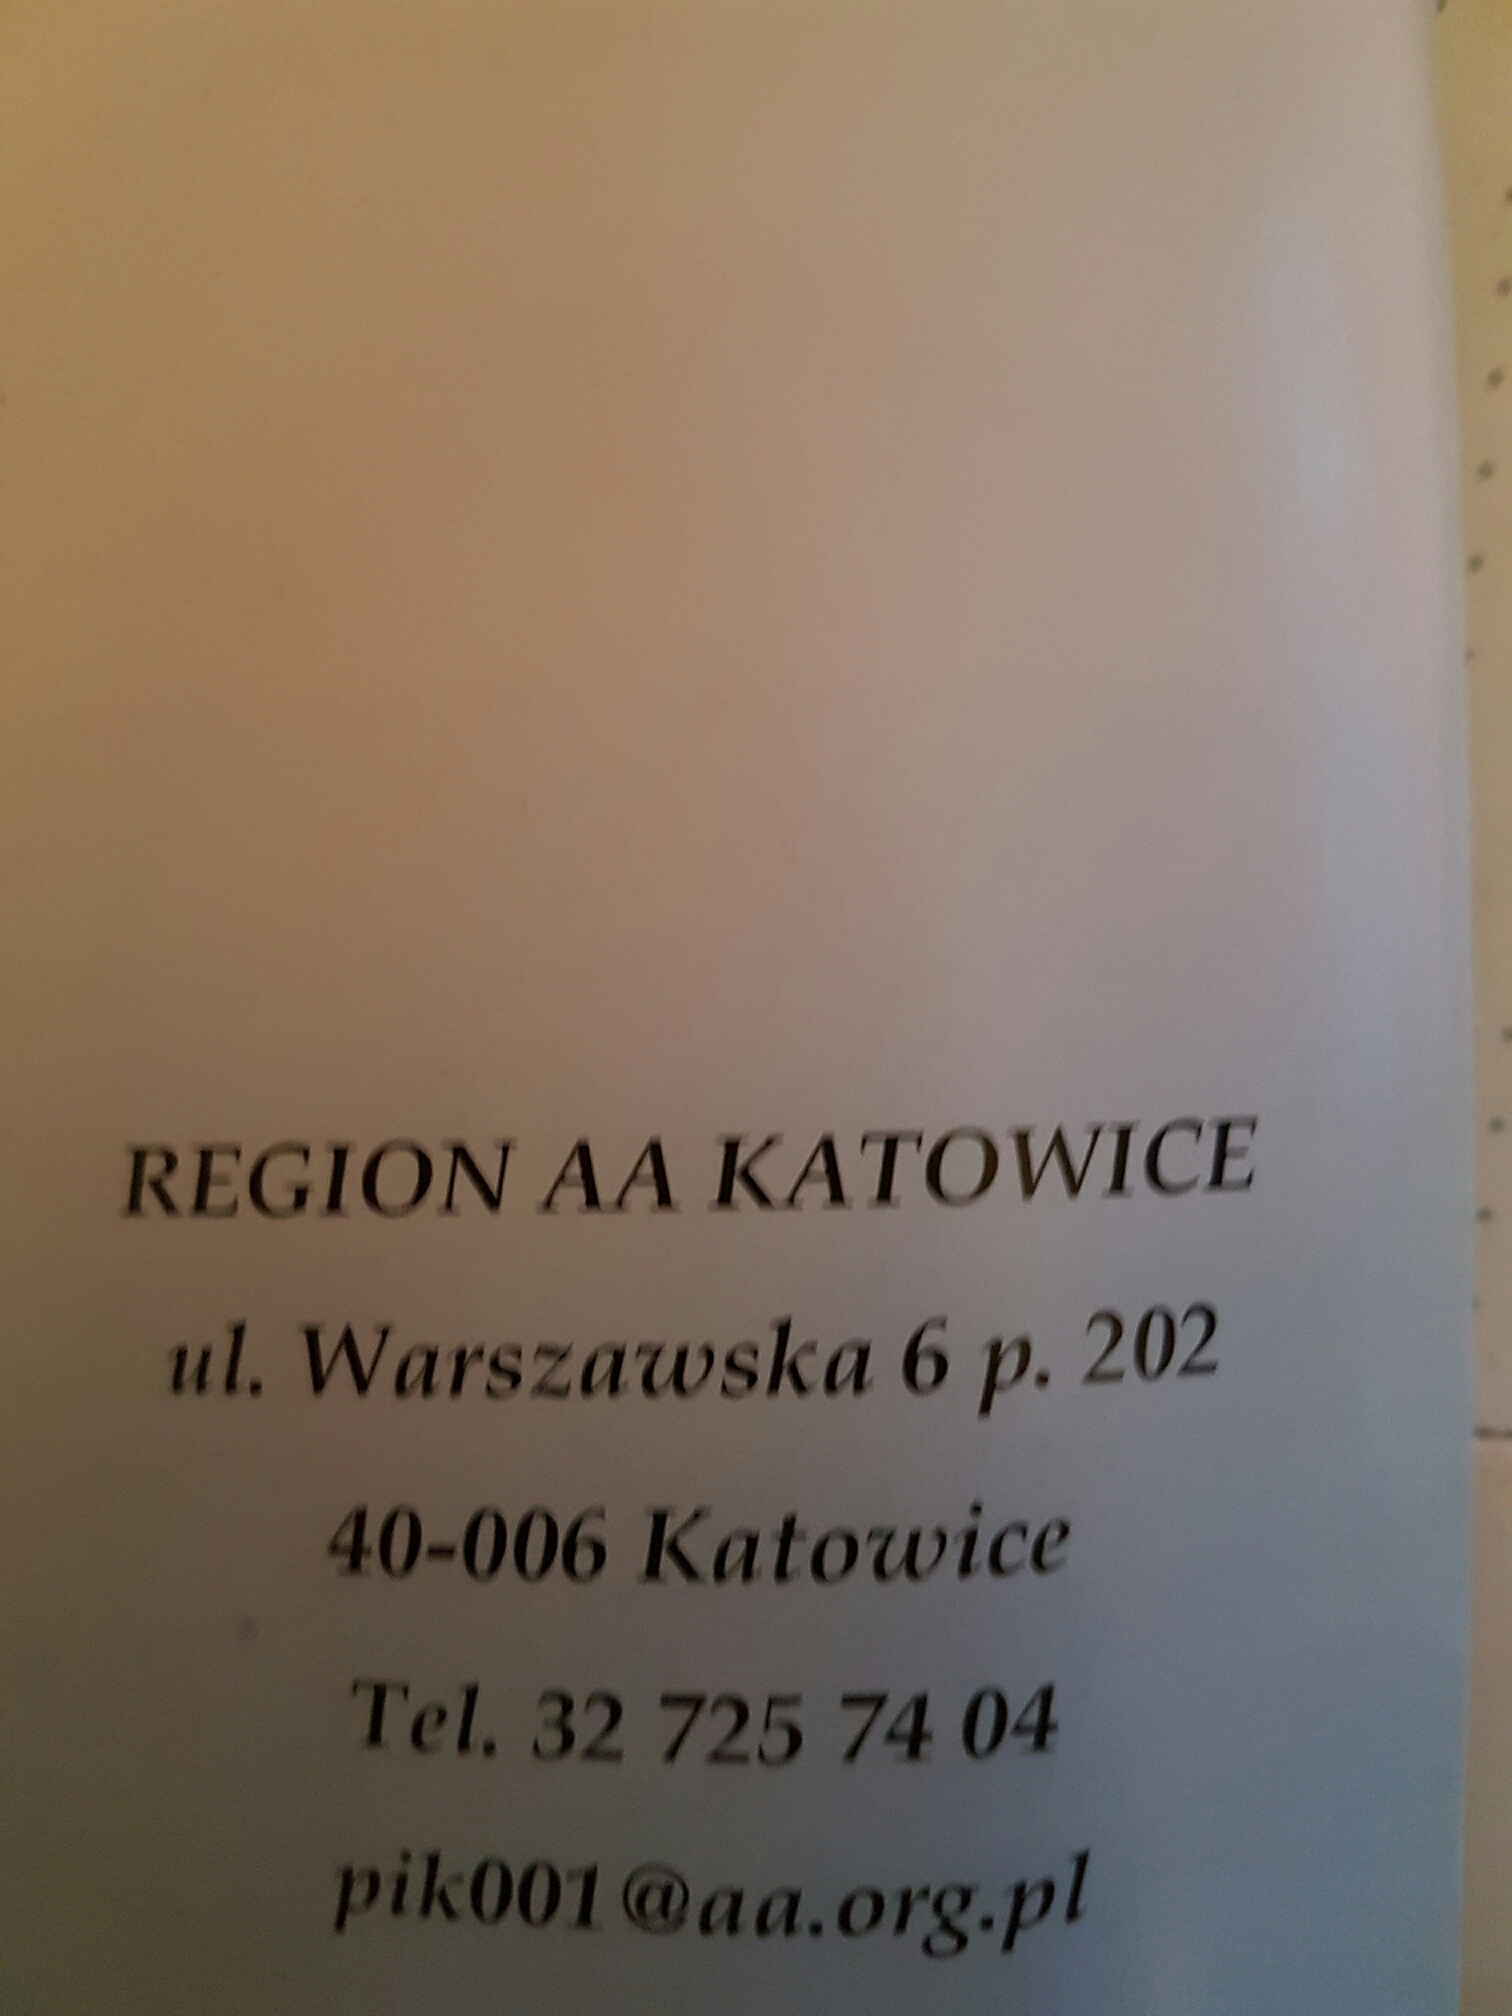 REGION AA KATOWICE
ul. Warszawska 6 p. 202
40-006 Katowice
Tel. 32 725 74 04
pik001@aa.org.pl